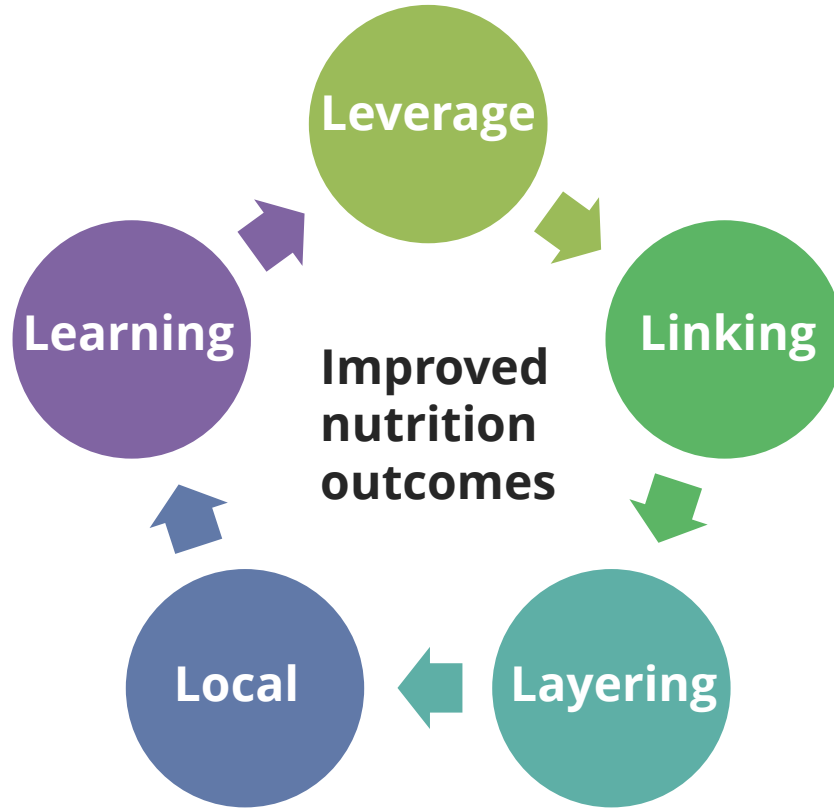 Leverage
Linking
Layering
Local
Learning
Improved
nutrition
outcomes